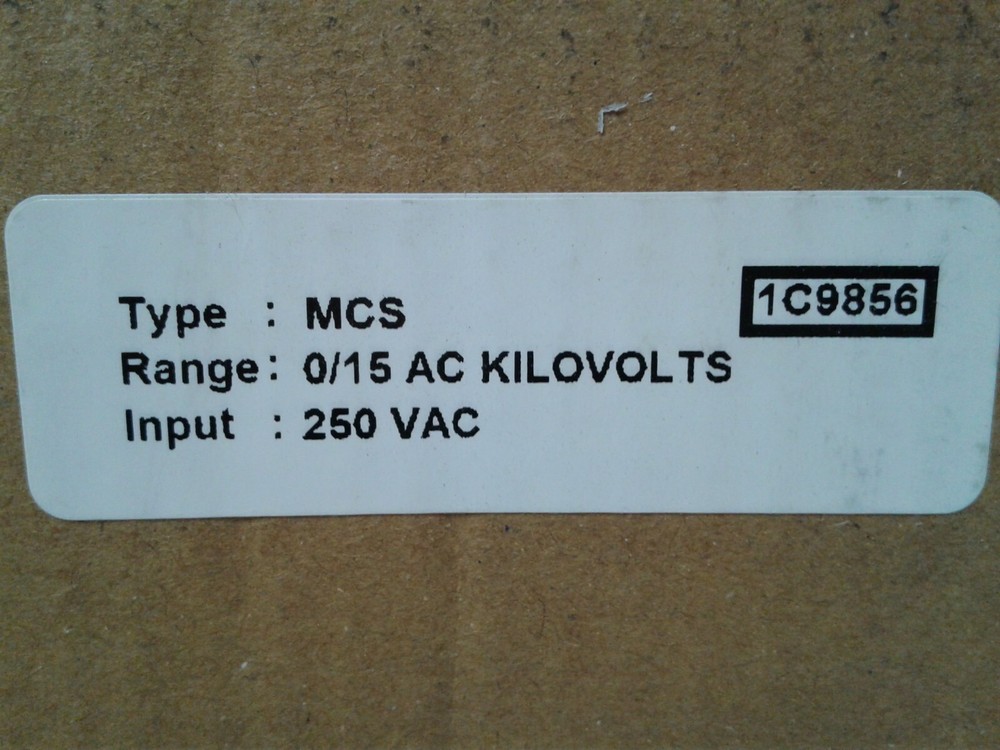 Type : MCS 1C9856
Range: 0/15 AC KILOVOLTS
Input : 250 VAC